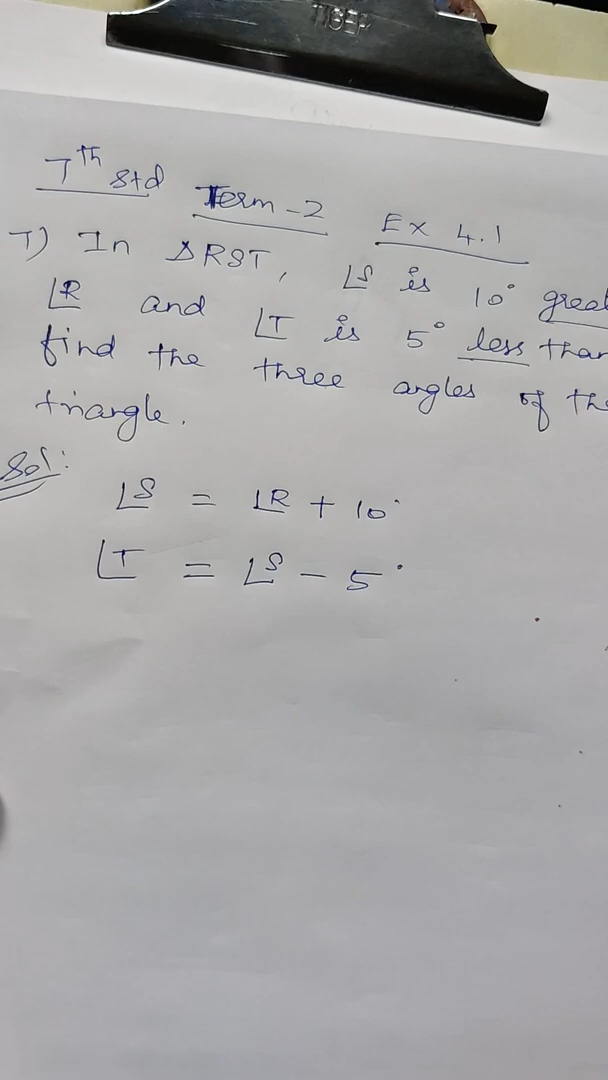 TIGER
7th std Term-2 Ex 4.1
7) In ΔRST, ∠S is 10° great
∠R and ∠T is 5° less than
find the three angles of the
triangle.
Sol:
∠S = ∠R + 10°
∠T = ∠S - 5°